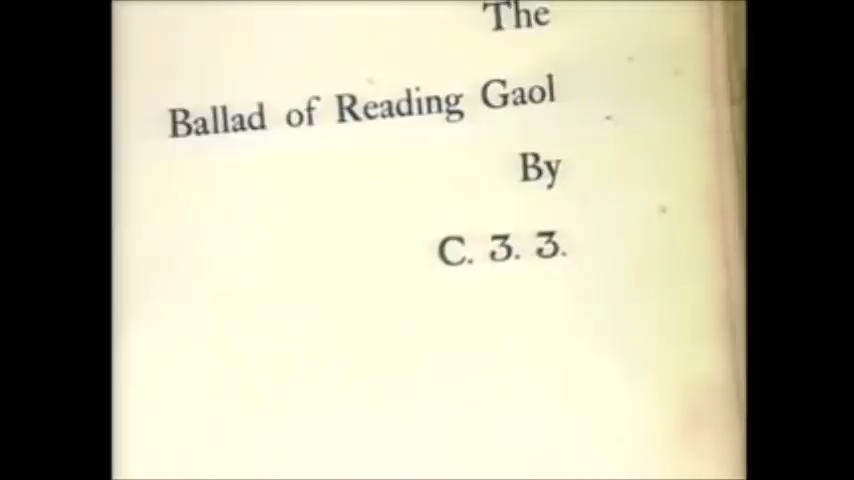 The
Ballad of Reading Gaol
By
C. 3. 3.